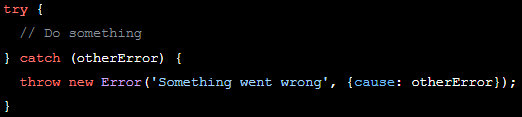 try {
  // Do something
} catch (otherError) {
  throw new Error('Something went wrong', {cause: otherError});
}